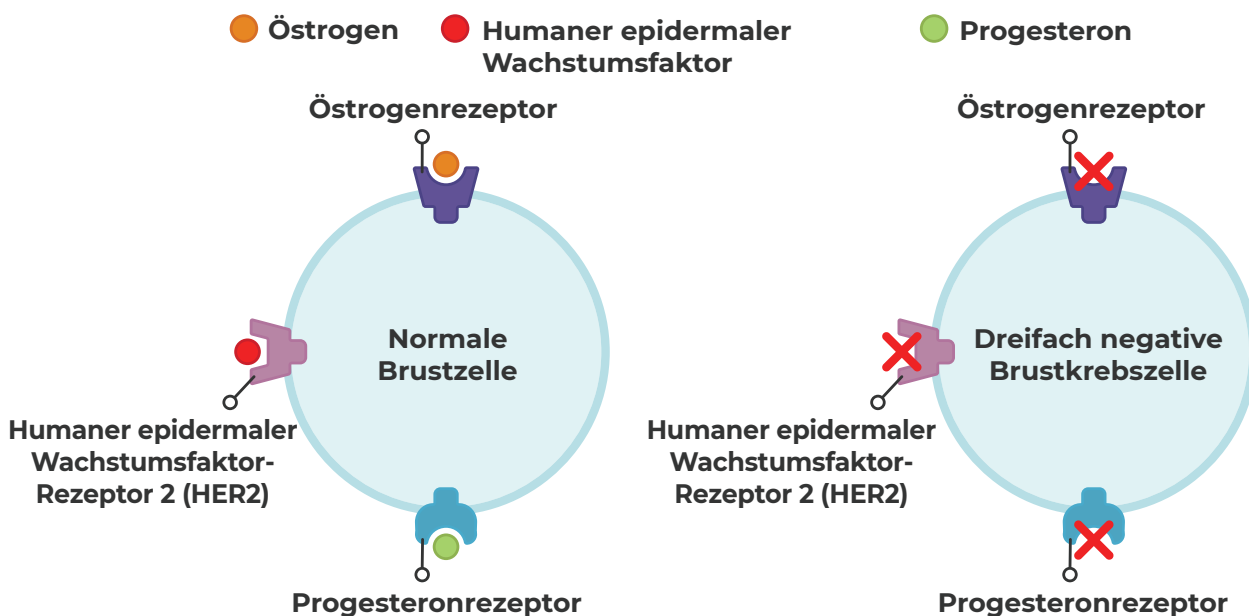 Östrogen
Humaner epidermaler
Wachstumsfaktor
Progesteron
Östrogenrezeptor
Normale
Brustzelle
Humaner epidermaler
Wachstumsfaktor-
Rezeptor 2 (HER2)
Progesteronrezeptor
Östrogenrezeptor
Dreifach negative
Brustkrebszelle
Humaner epidermaler
Wachstumsfaktor-
Rezeptor 2 (HER2)
Progesteronrezeptor